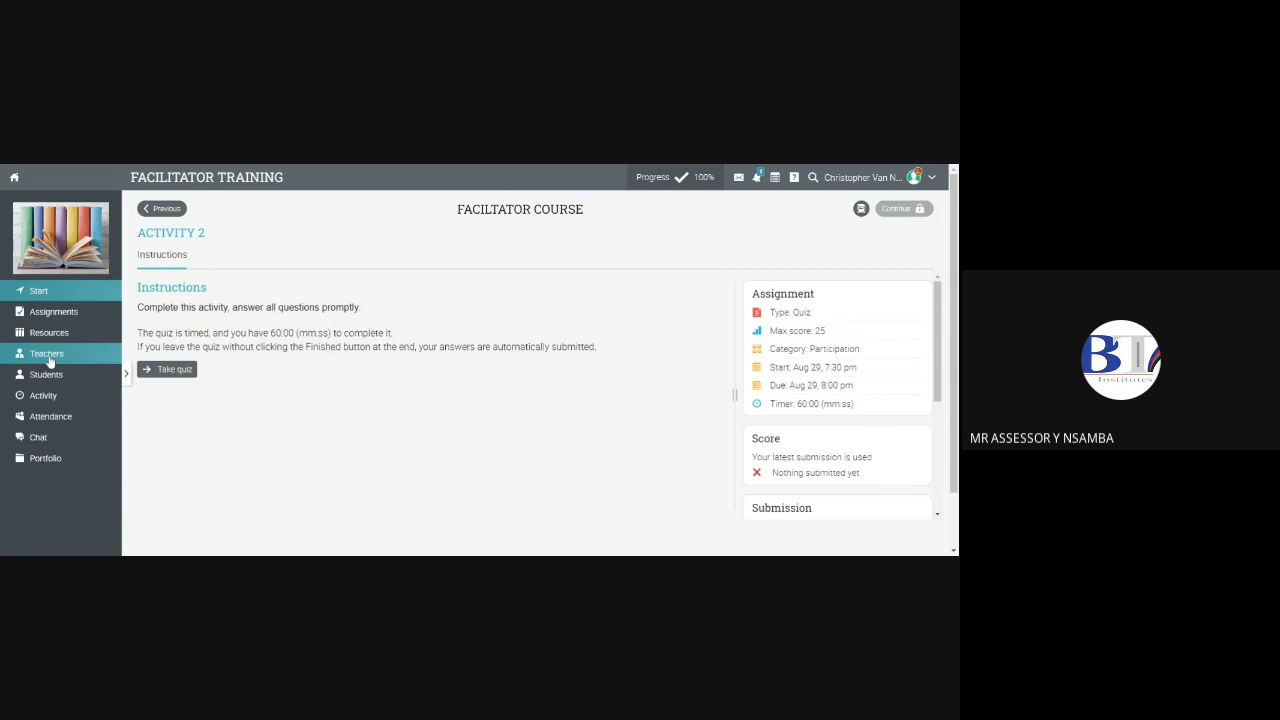 FACILITATOR TRAINING
Progress 100%
1
Christopher Van N...
Previous
FACILTATOR COURSE
Continue
ACTIVITY 2
Instructions
Start
Assignments
Resources
Teachers
Students
Activity
Attendance
Chat
Portfolio
Instructions
Complete this activity, answer all questions promptly.
The quiz is timed, and you have 60:00 (mm:ss) to complete it.
If you leave the quiz without clicking the Finished button at the end, your answers are automatically submitted.
Take quiz
Assignment
Type: Quiz
Max score: 25
Category: Participation
Start: Aug 29, 7:30 pm
Due: Aug 29, 8:00 pm
Timer: 60:00 (mm:ss)
Score
Your latest submission is used
Nothing submitted yet
Submission
BTI
Institutes
MR ASSESSOR Y NSAMBA